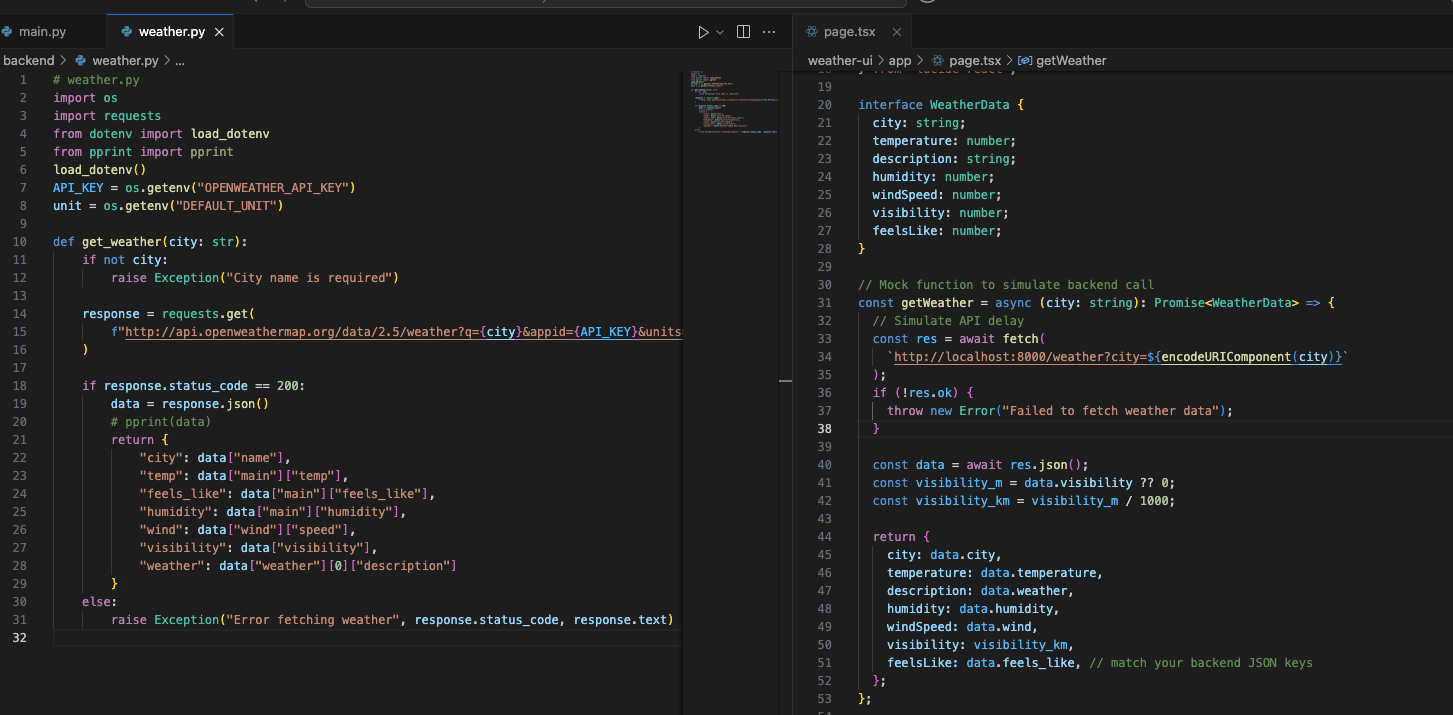 main.py
weather.py
backend > weather.py > ...
1 # weather.py
2 import os
3 import requests
4 from dotenv import load_dotenv
5 from pprint import pprint
6 load_dotenv()
7 API_KEY = os.getenv("OPENWEATHER_API_KEY")
8 unit = os.getenv("DEFAULT_UNIT")
9
10 def get_weather(city: str):
11 if not city:
12 raise Exception("City name is required")
13
14 response = requests.get(
15 f"http://api.openweathermap.org/data/2.5/weather?q={city}&appid={API_KEY}&units=
16 )
17
18 if response.status_code == 200:
19 data = response.json()
20 # pprint(data)
21 return {
22 "city": data["name"],
23 "temp": data["main"]["temp"],
24 "feels_like": data["main"]["feels_like"],
25 "humidity": data["main"]["humidity"],
26 "wind": data["wind"]["speed"],
27 "visibility": data["visibility"],
28 "weather": data["weather"][0]["description"]
29 }
30 else:
31 raise Exception("Error fetching weather", response.status_code, response.text)
32
page.tsx
weather-ui > app > page.tsx > getWeather
19
20 interface WeatherData {
21 city: string;
22 temperature: number;
23 description: string;
24 humidity: number;
25 windSpeed: number;
26 visibility: number;
27 feelsLike: number;
28 }
29
30 // Mock function to simulate backend call
31 const getWeather = async (city: string): Promise<WeatherData> => {
32 // Simulate API delay
33 const res = await fetch(
34 `http://localhost:8000/weather?city=${encodeURIComponent(city)}`
35 );
36 if (!res.ok) {
37 throw new Error("Failed to fetch weather data");
38 }
39
40 const data = await res.json();
41 const visibility_m = data.visibility ?? 0;
42 const visibility_km = visibility_m / 1000;
43
44 return {
45 city: data.city,
46 temperature: data.temperature,
47 description: data.weather,
48 humidity: data.humidity,
49 windSpeed: data.wind,
50 visibility: visibility_km,
51 feelsLike: data.feels_like, // match your backend JSON keys
52 };
53 };